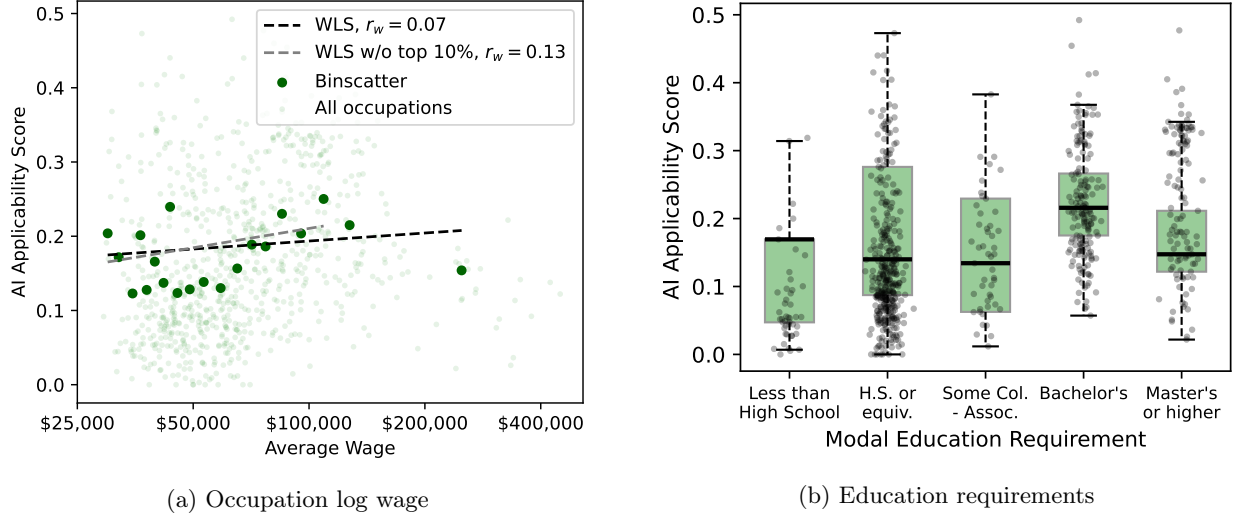 0.5
0.4
0.3
0.2
0.1
0.0
AI Applicability Score
WLS, r_w = 0.07
WLS w/o top 10%, r_w = 0.13
Binscatter
All occupations
$25,000 $50,000 $100,000 $200,000 $400,000
Average Wage
(a) Occupation log wage
0.5
0.4
0.3
0.2
0.1
0.0
AI Applicability Score
Less than
High School
H.S. or
equiv.
Some Col.
- Assoc.
Bachelor's
Master's
or higher
Modal Education Requirement
(b) Education requirements